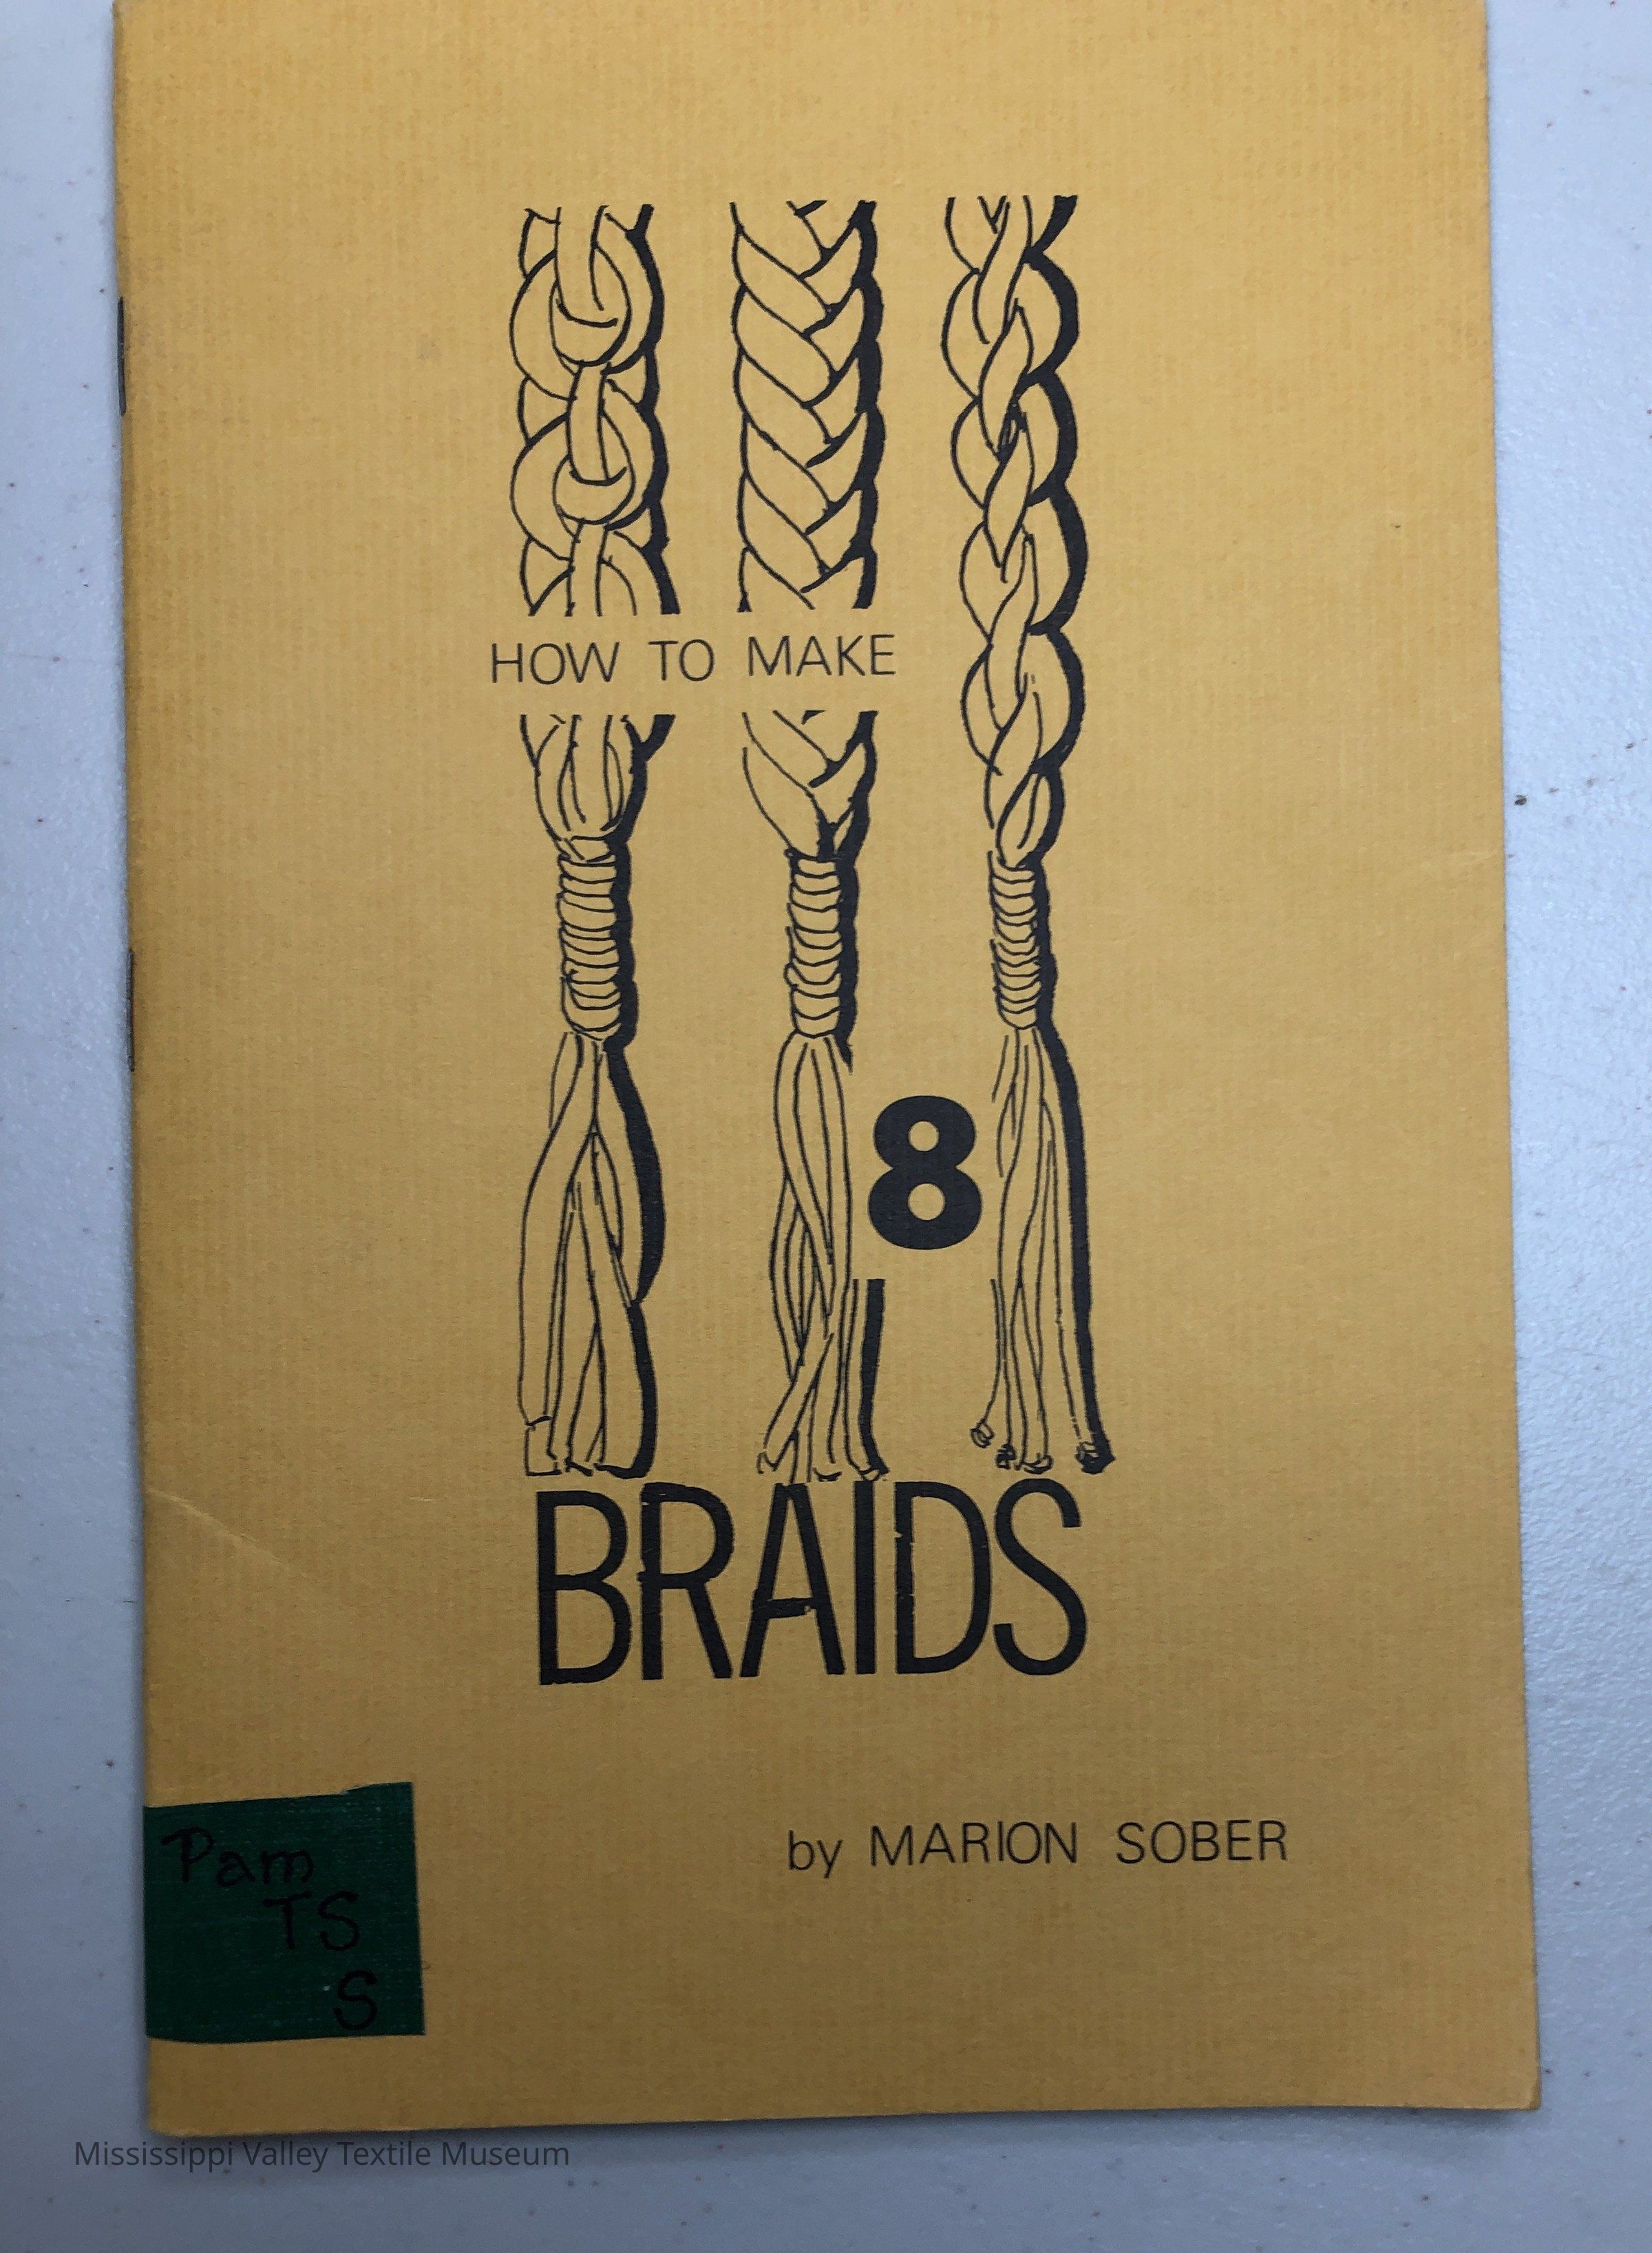 HOW TO MAKE
8
BRAIDS
by MARION SOBER
Pam
TS
S
Mississippi Valley Textile Museum